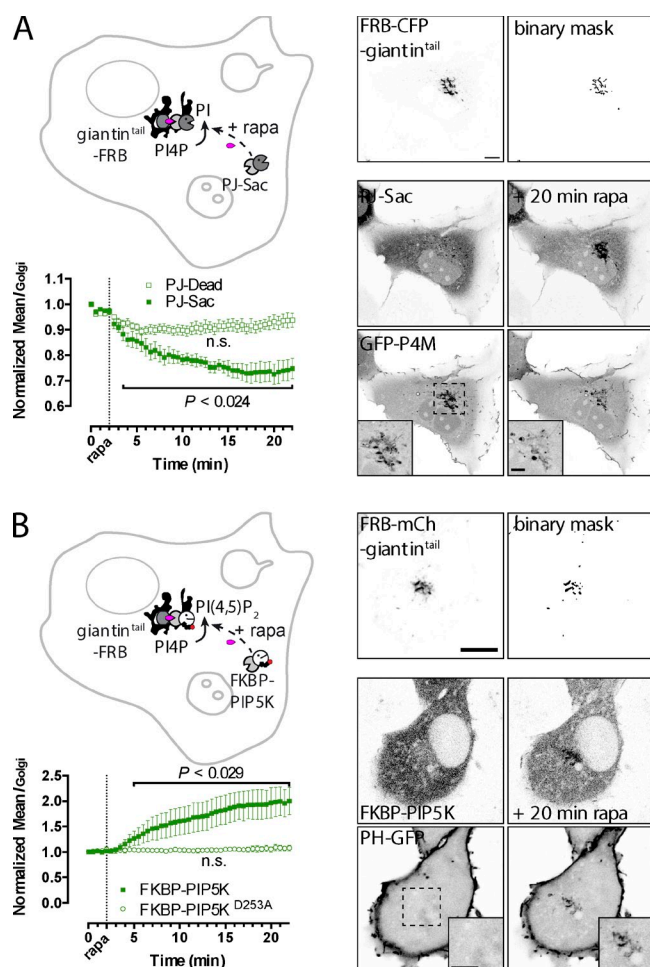 A
giantin^tail
-FRB
PI
PI4P
+ rapa
PJ-Sac
Normalized Mean/Golgi
1.1
1.0
0.9
0.8
0.7
0.6
PJ-Dead
PJ-Sac
n.s.
P < 0.024
0
5
10
15
20
rapa
Time (min)
FRB-CFP
-giantin^tail
binary mask
PJ-Sac
+ 20 min rapa
GFP-P4M
B
giantin^tail
-FRB
PI(4,5)P₂
PI4P
+ rapa
FKBP-
PIP5K
Normalized Mean/Golgi
2.5
2.0
1.5
1.0
0.5
0.0
P < 0.029
n.s.
FKBP-PIP5K
FKBP-PIP5K D253A
0
5
10
15
20
rapa
Time (min)
FRB-mCh
-giantin^tail
binary mask
FKBP-PIP5K
+ 20 min rapa
PH-GFP